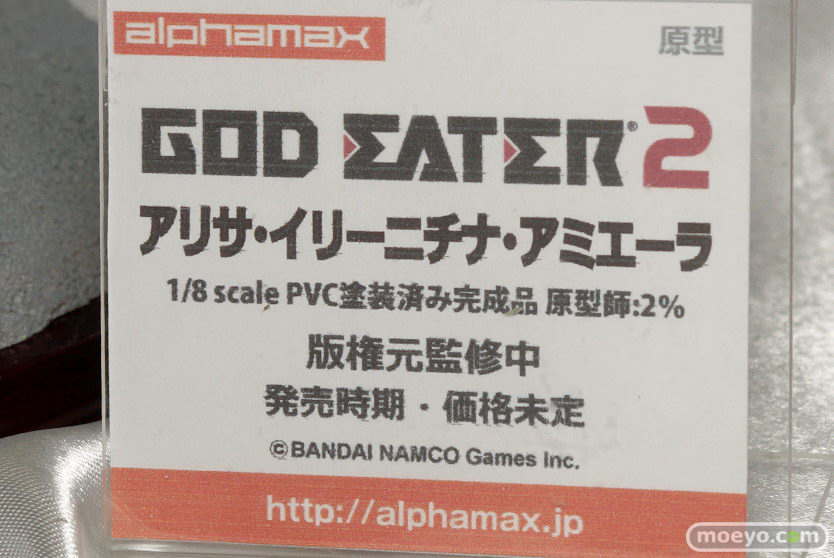 alphamax
原型
GOD EATER® 2
アリサ・イリーニチナ・アミエーラ
1/8 scale PVC塗装済み完成品 原型師:2%
版権元監修中
発売時期・価格未定
©BANDAI NAMCO Games Inc.
http://alphamax.jp
moeyo.com